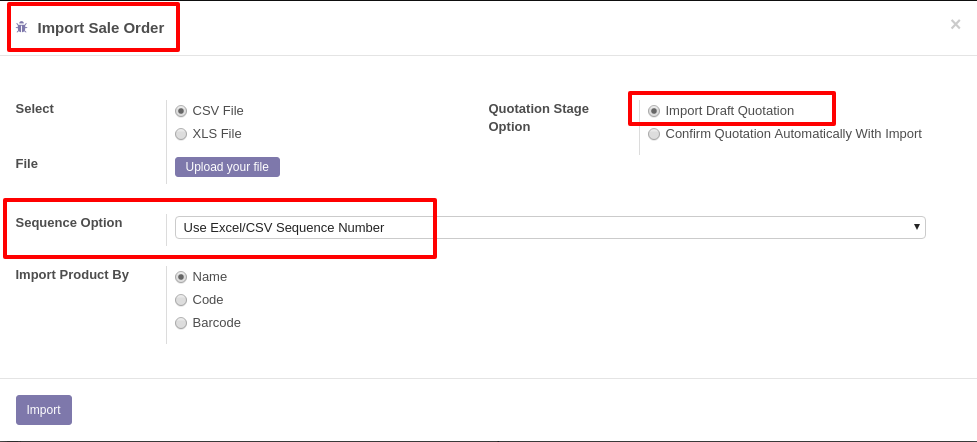 Import Sale Order
×
Select
CSV File
XLS File
Quotation Stage
Option
Import Draft Quotation
Confirm Quotation Automatically With Import
File
Upload your file
Sequence Option
Use Excel/CSV Sequence Number
Import Product By
Name
Code
Barcode
Import